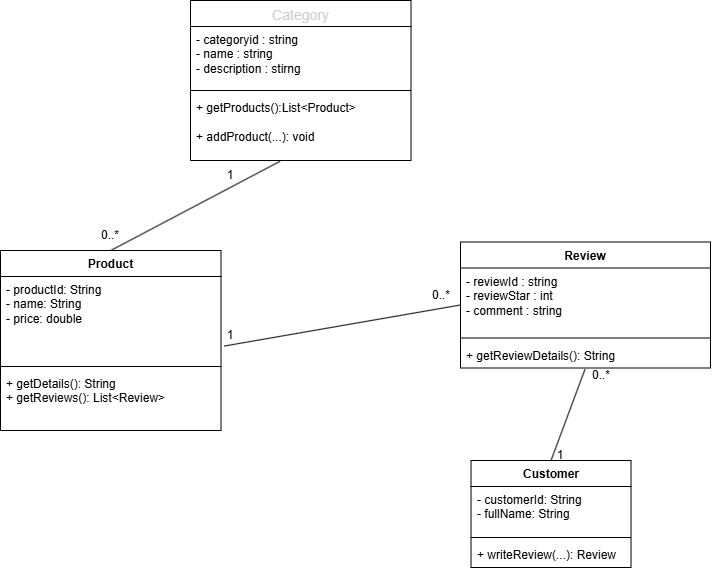 Category
- categoryid : string
- name : string
- description : stirng
+ getProducts():List<Product>
+ addProduct(...): void
1
0..*
Product
- productId: String
- name: String
- price: double
+ getDetails(): String
+ getReviews(): List<Review>
1
0..*
Review
- reviewId : string
- reviewStar : int
- comment : string
+ getReviewDetails(): String
0..*
1
Customer
- customerId: String
- fullName: String
+ writeReview(...): Review